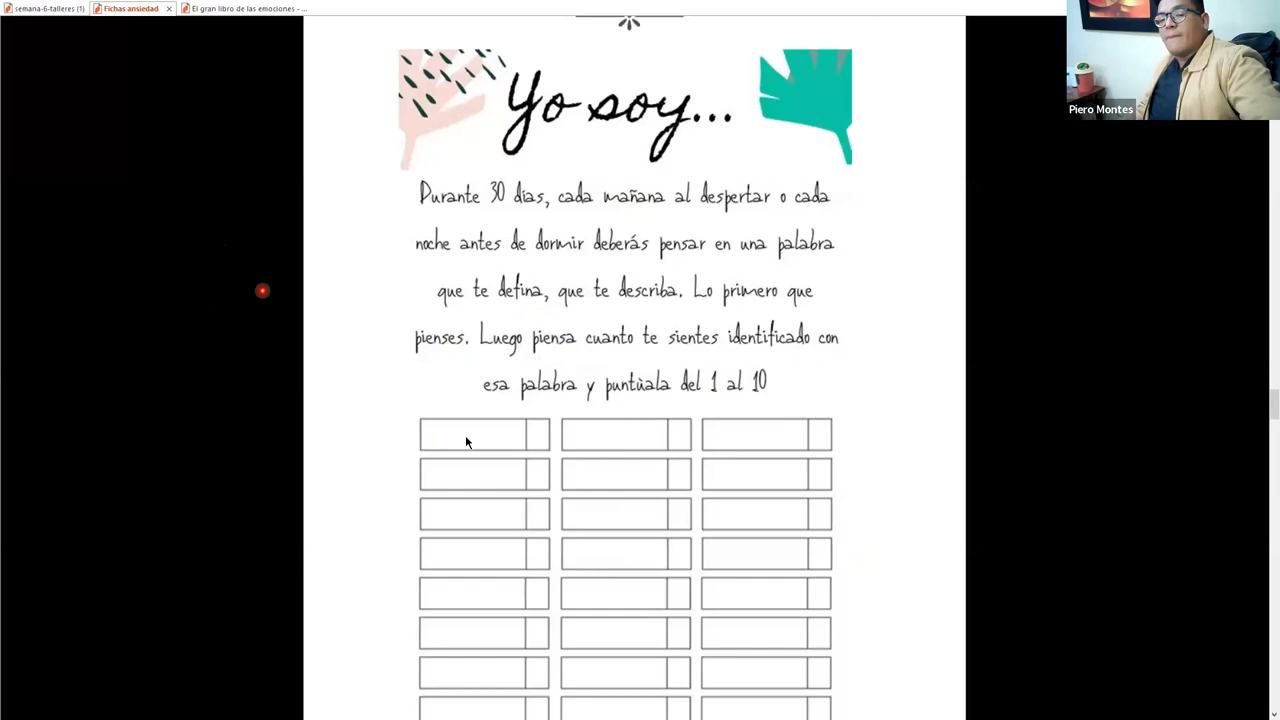 semana-6-talleres (1)
Fichas ansiedad
El gran libro de las emociones - ...
Piero Montes
Yo soy...
Durante 30 días, cada mañana al despertar o cada
noche antes de dormir deberás pensar en una palabra
que te defina, que te describa. Lo primero que
pienses. Luego piensa cuanto te sientes identificado con
esa palabra y puntùala del 1 al 10